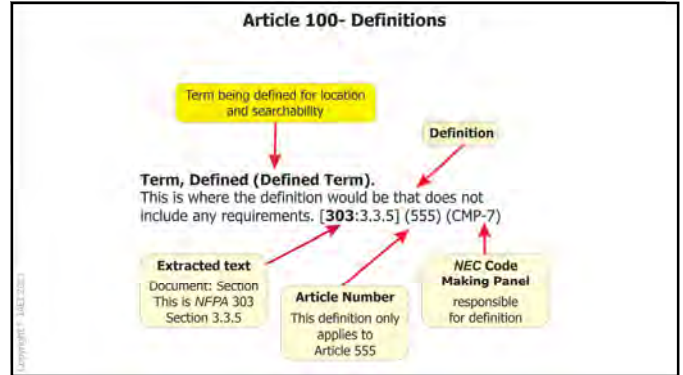 Article 100- Definitions
Term being defined for location
and searchability
Definition
Term, Defined (Defined Term).
This is where the definition would be that does not
include any requirements. [303:3.3.5] (555) (CMP-7)
Extracted text
Document: Section
This is NFPA 303
Section 3.3.5
Article Number
This definition only
applies to
Article 555
NEC Code
Making Panel
responsible
for definition